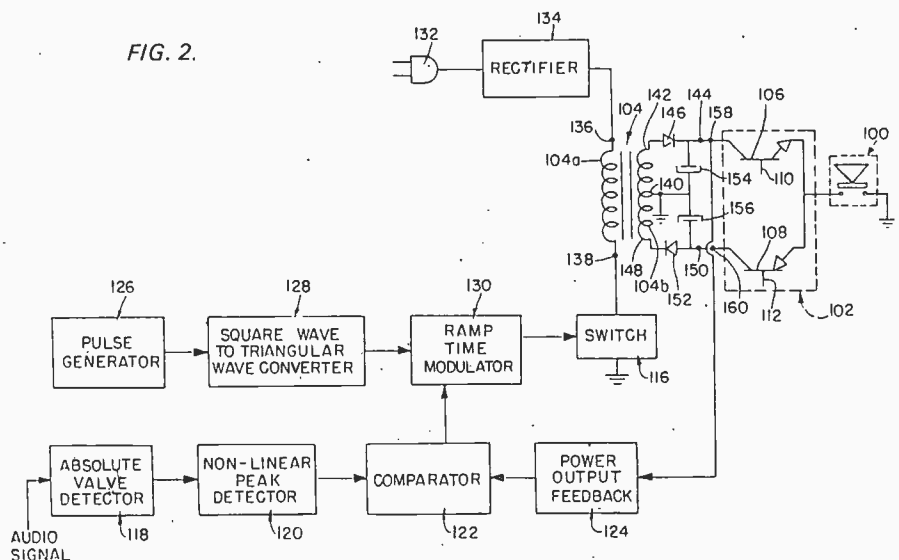 FIG. 2.
132
134
RECTIFIER
136
104
142
146
144
158
106
104a
110
100
154
140
156
138
148
104b
152
150
108
160
112
102
126
PULSE
GENERATOR
128
SQUARE WAVE
TO TRIANGULAR
WAVE CONVERTER
130
RAMP
TIME
MODULATOR
SWITCH
116
ABSOLUTE
VALVE
DETECTOR
118
NON-LINEAR
PEAK
DETECTOR
120
COMPARATOR
122
POWER
OUTPUT
FEEDBACK
124
AUDIO
SIGNAL